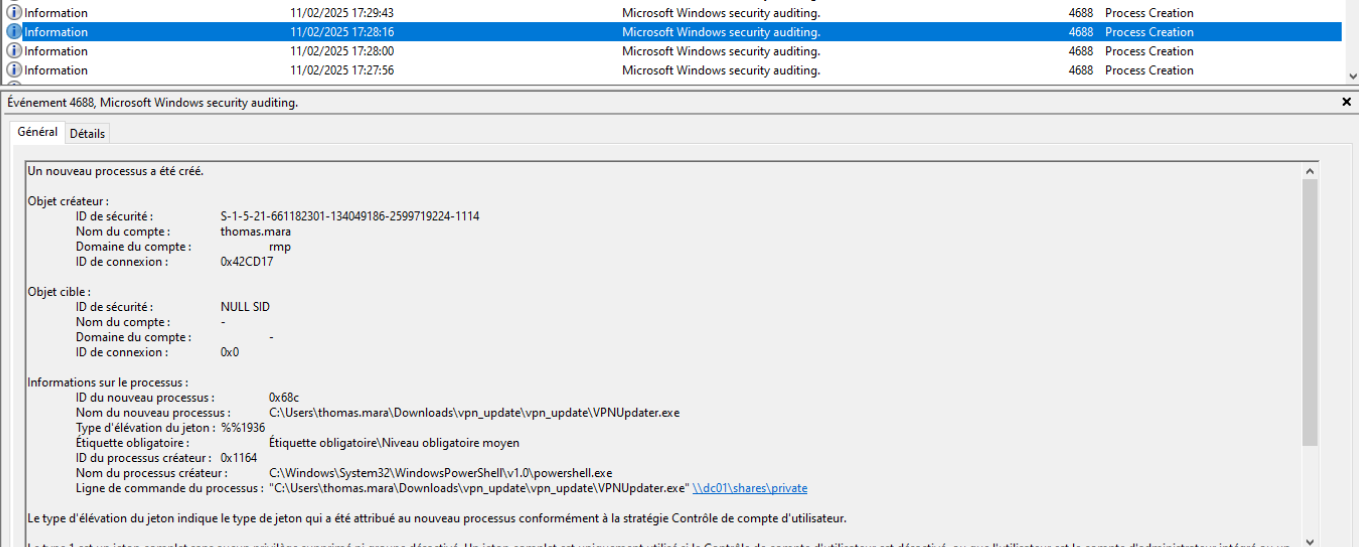 Information 11/02/2025 17:29:43 Microsoft Windows security auditing. 4688 Process Creation
Information 11/02/2025 17:28:16 Microsoft Windows security auditing. 4688 Process Creation
Information 11/02/2025 17:28:00 Microsoft Windows security auditing. 4688 Process Creation
Information 11/02/2025 17:27:56 Microsoft Windows security auditing. 4688 Process Creation
Événement 4688, Microsoft Windows security auditing.
Général Détails
Un nouveau processus a été créé.
Objet créateur :
ID de sécurité : S-1-5-21-661182301-134049186-2599719224-1114
Nom du compte : thomas.mara
Domaine du compte : rmp
ID de connexion : 0x42CD17
Objet cible :
ID de sécurité : NULL SID
Nom du compte : -
Domaine du compte : -
ID de connexion : 0x0
Informations sur le processus :
ID du nouveau processus : 0x68c
Nom du nouveau processus : C:\Users\thomas.mara\Downloads\vpn_update\vpn_update\VPNUpdater.exe
Type d'élévation du jeton : %%1936
Étiquette obligatoire : Étiquette obligatoire\Niveau obligatoire moyen
ID du processus créateur : 0x1164
Nom du processus créateur : C:\Windows\System32\WindowsPowerShell\v1.0\powershell.exe
Ligne de commande du processus : "C:\Users\thomas.mara\Downloads\vpn_update\vpn_update\VPNUpdater.exe" \\dc01\shares\private
Le type d'élévation du jeton indique le type de jeton qui a été attribué au nouveau processus conformément à la stratégie Contrôle de compte d'utilisateur.